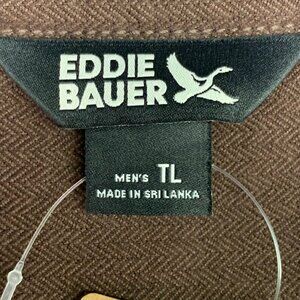 EDDIE
BAUER
MEN'S TL
MADE IN SRI LANKA